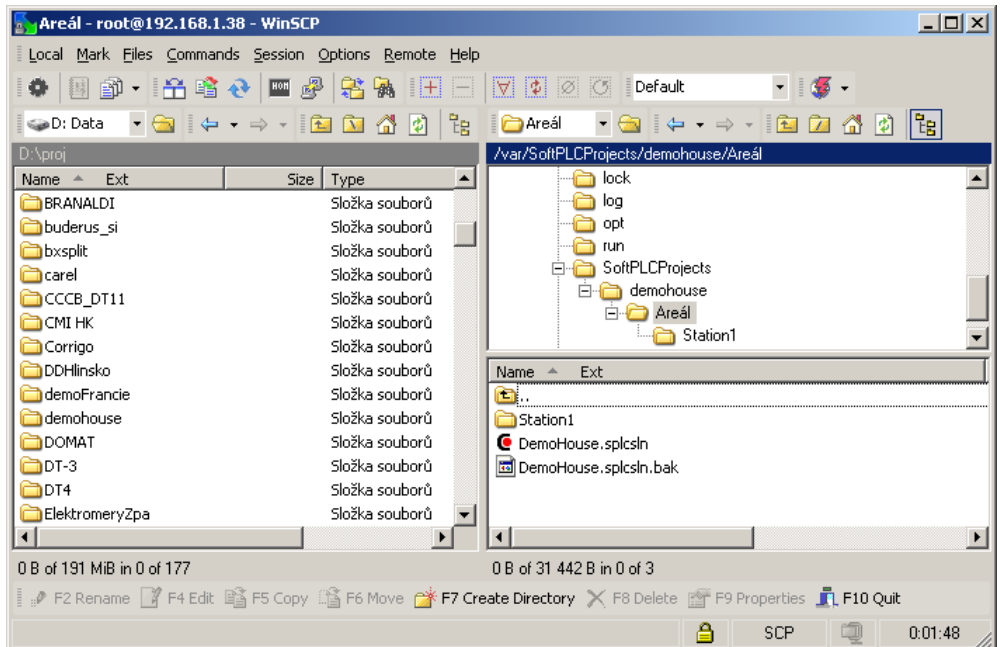 Areál - root@192.168.1.38 - WinSCP
Local Mark Files Commands Session Options Remote Help
Default
D: Data
Areál
D:\proj
Name Ext Size Type
BRANALDI Složka souborů
buderus_si Složka souborů
bxsplit Složka souborů
carel Složka souborů
CCCB_DT11 Složka souborů
CMI HK Složka souborů
Corrigo Složka souborů
DDHlinsko Složka souborů
demoFrancie Složka souborů
demohouse Složka souborů
DOMAT Složka souborů
DT-3 Složka souborů
DT4 Složka souborů
ElektromeryZpa Složka souborů
0 B of 191 MiB in 0 of 177
/var/SoftPLCProjects/demohouse/Areál
lock
log
opt
run
SoftPLCProjects
demohouse
Areál
Station1
Name Ext
..
Station1
DemoHouse.splcsln
DemoHouse.splcsln.bak
0 B of 31 442 B in 0 of 3
F2 Rename F4 Edit F5 Copy F6 Move F7 Create Directory F8 Delete F9 Properties F10 Quit
SCP 0:01:48